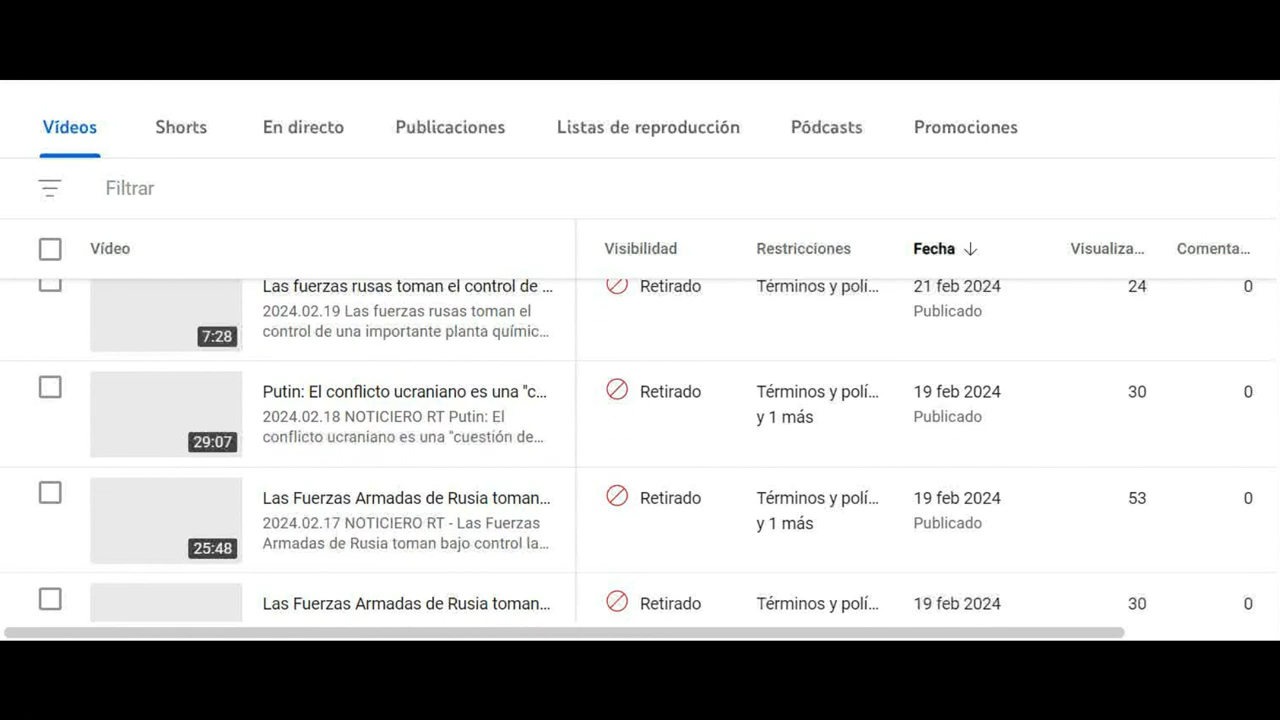 Vídeos Shorts En directo Publicaciones Listas de reproducción Pódcasts Promociones
Filtrar
Vídeo Visibilidad Restricciones Fecha Visualiza... Comenta...
Las fuerzas rusas toman el control de ... Retirado Términos y polí... 21 feb 2024 24 0
2024.02.19 Las fuerzas rusas toman el Publicado
control de una importante planta químic...
7:28
Putin: El conflicto ucraniano es una "c... Retirado Términos y polí... 19 feb 2024 30 0
2024.02.18 NOTICIERO RT Putin: El y 1 más Publicado
conflicto ucraniano es una "cuestión de...
29:07
Las Fuerzas Armadas de Rusia toman... Retirado Términos y polí... 19 feb 2024 53 0
2024.02.17 NOTICIERO RT - Las Fuerzas y 1 más Publicado
Armadas de Rusia toman bajo control la...
25:48
Las Fuerzas Armadas de Rusia toman... Retirado Términos y polí... 19 feb 2024 30 0